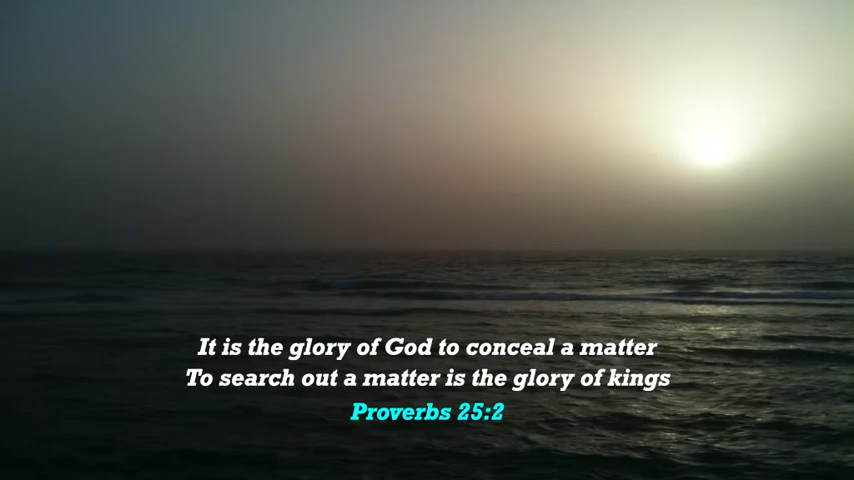 It is the glory of God to conceal a matter
To search out a matter is the glory of kings
Proverbs 25:2